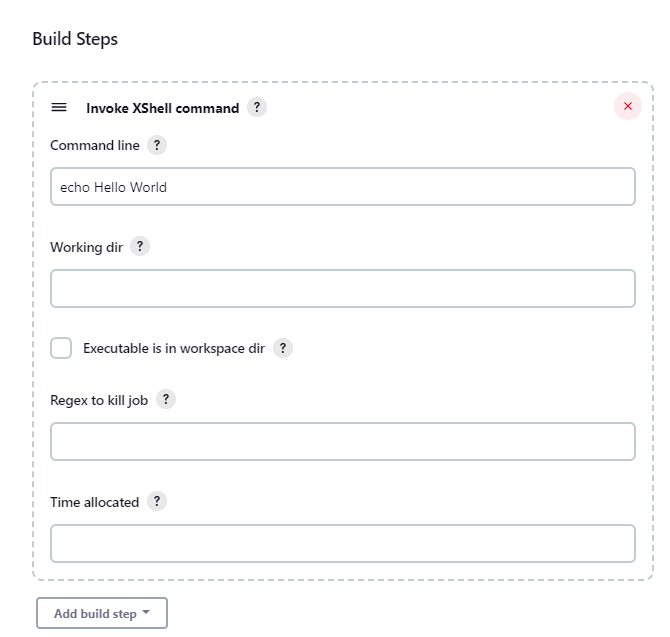 Build Steps
Invoke XShell command ?
Command line ?
echo Hello World
Working dir ?
Executable is in workspace dir ?
Regex to kill job ?
Time allocated ?
Add build step